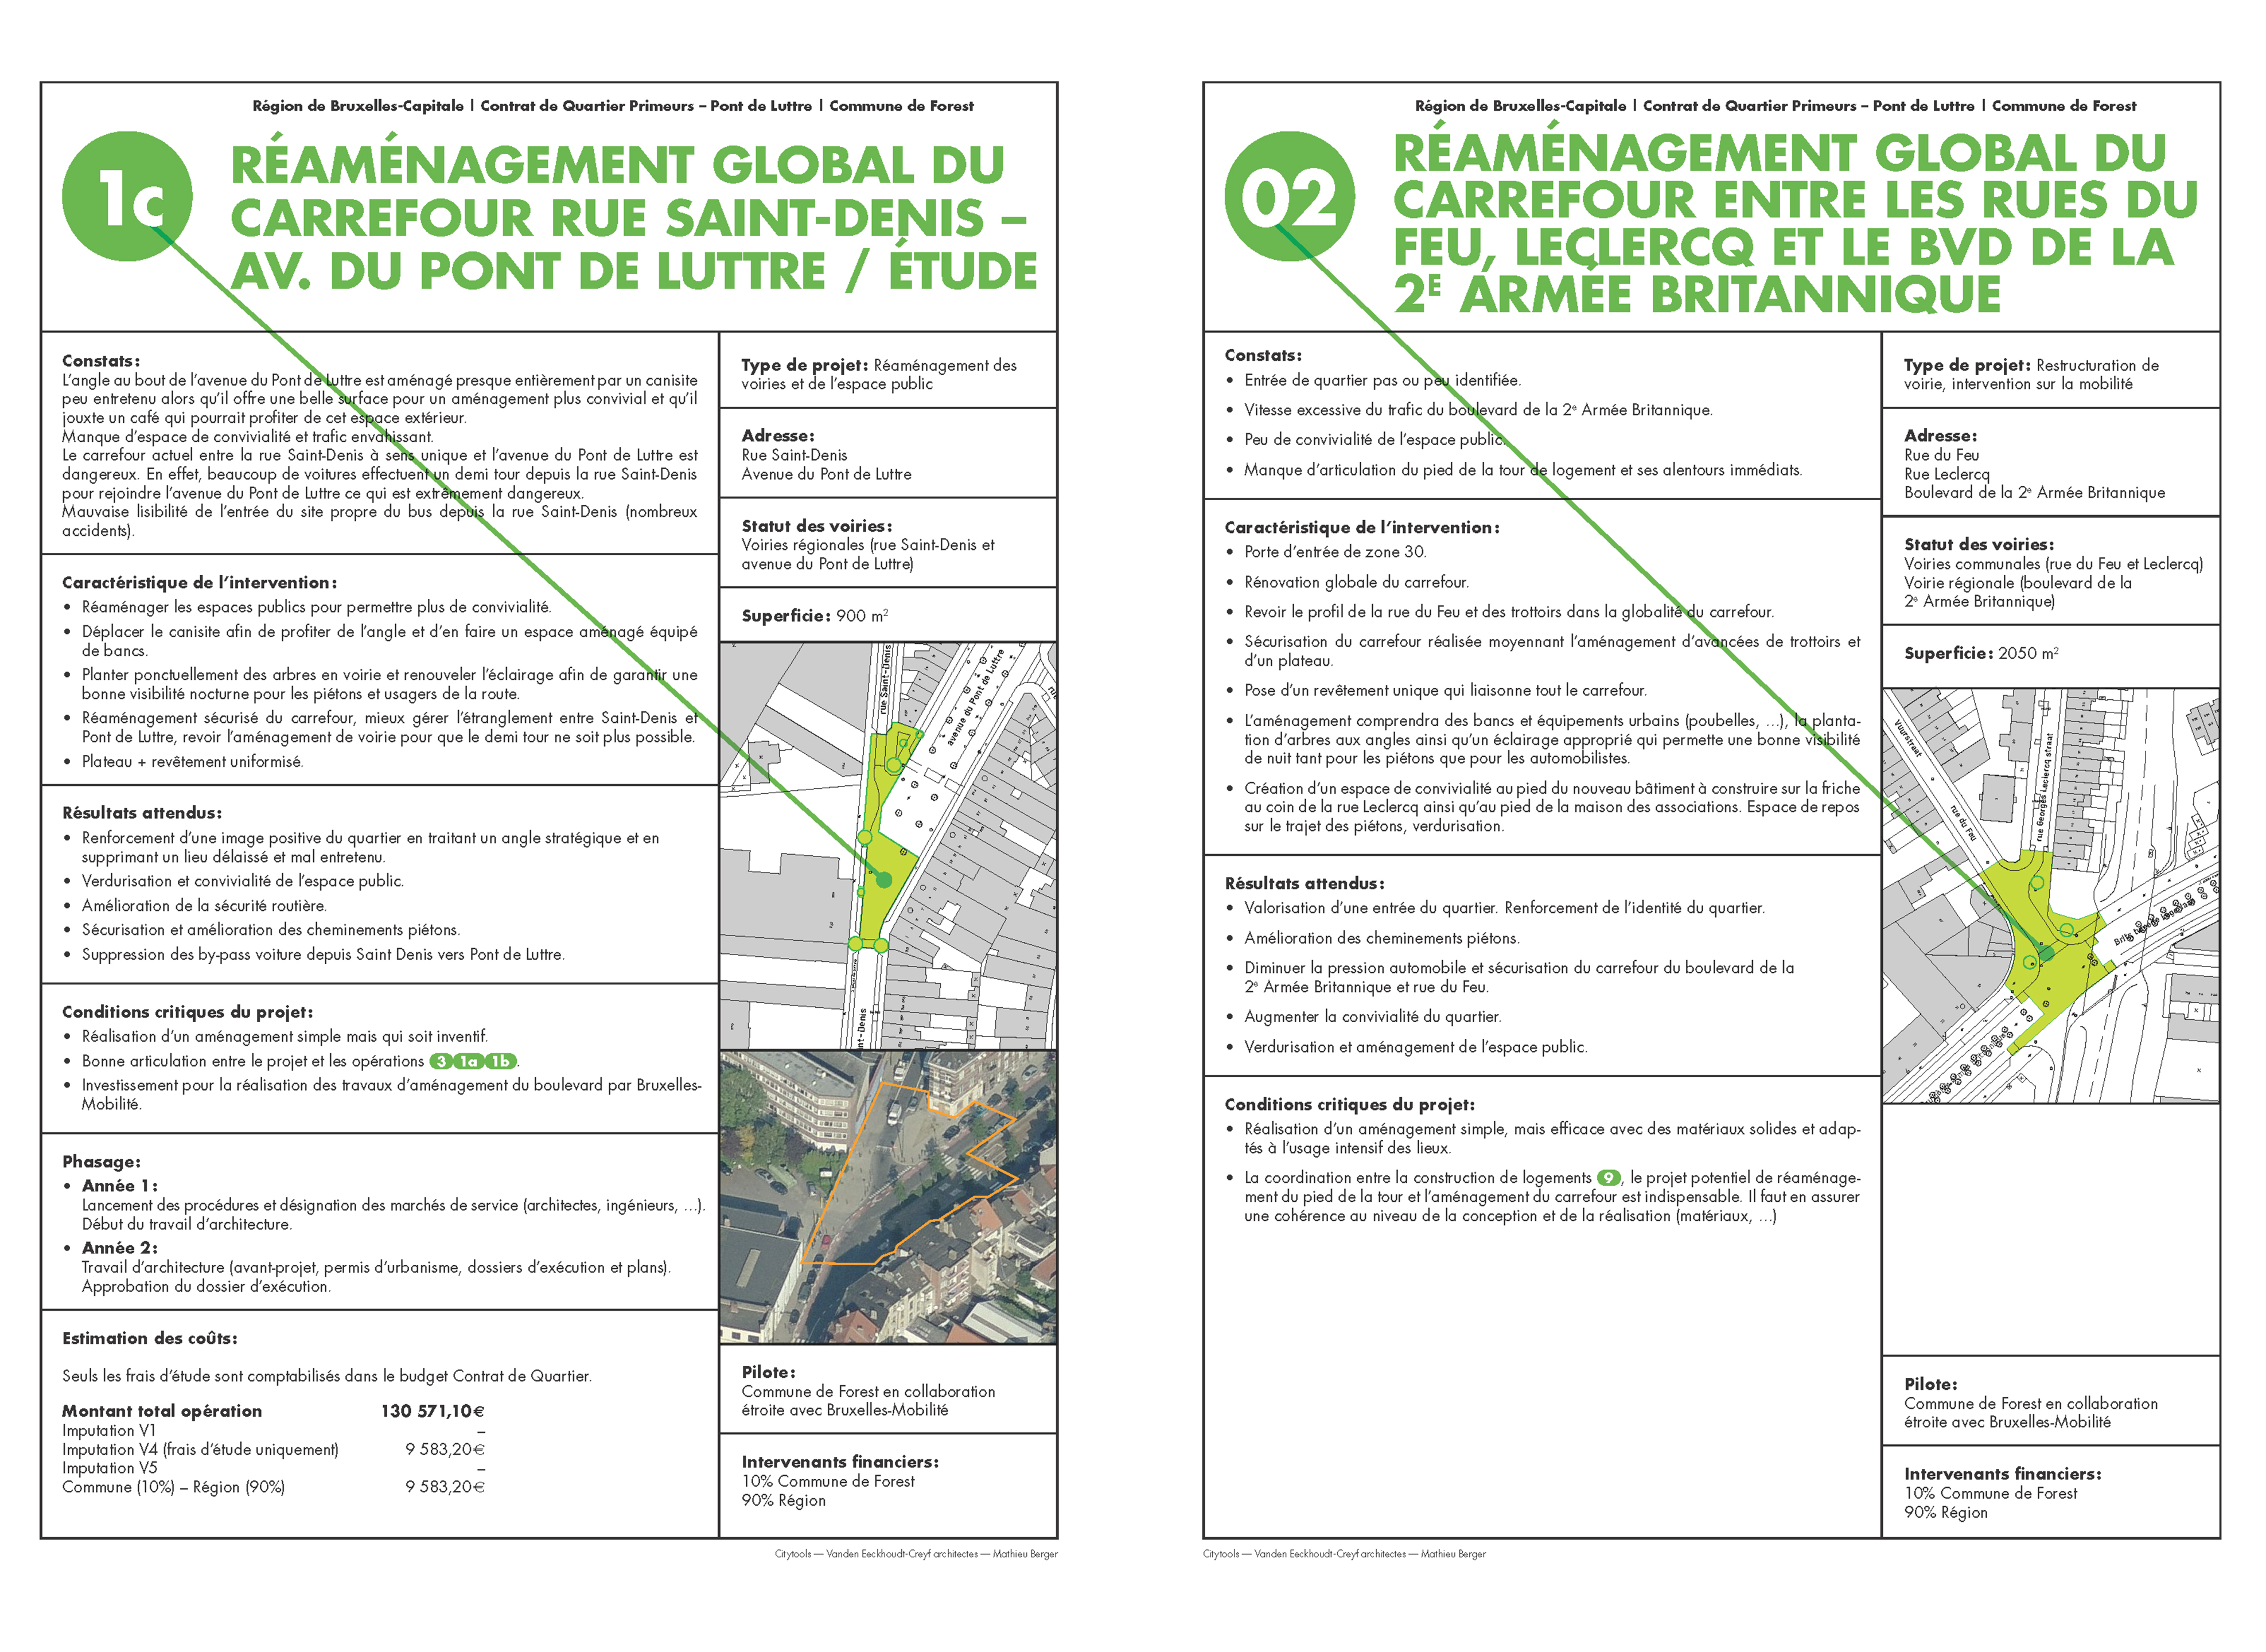 Région de Bruxelles-Capitale | Contrat de Quartier Primeurs – Pont de Luttre | Commune de Forest
1c
RÉAMÉNAGEMENT GLOBAL DU
CARREFOUR RUE SAINT-DENIS –
AV. DU PONT DE LUTTRE / ÉTUDE
Constats:
L'angle au bout de l'avenue du Pont de Luttre est aménagé presque entièrement par un canisite
peu entretenu alors qu'il offre une belle surface pour un aménagement plus convivial et qu'il
jouxte un café qui pourrait profiter de cet espace extérieur.
Manque d'espace de convivialité et trafic envahissant.
Le carrefour actuel entre la rue Saint-Denis à sens unique et l'avenue du Pont de Luttre est
dangereux. En effet, beaucoup de voitures effectuent un demi tour depuis la rue Saint-Denis
pour rejoindre l'avenue du Pont de Luttre ce qui est extrêmement dangereux.
Mauvaise lisibilité de l'entrée du site propre du bus depuis la rue Saint-Denis (nombreux
accidents).
Caractéristique de l'intervention:
• Réaménager les espaces publics pour permettre plus de convivialité.
• Déplacer le canisite afin de profiter de l'angle et d'en faire un espace aménagé équipé
de bancs.
• Planter ponctuellement des arbres en voirie et renouveler l'éclairage afin de garantir une
bonne visibilité nocturne pour les piétons et usagers de la route.
• Réaménagement sécurisé du carrefour, mieux gérer l'étranglement entre Saint-Denis et
Pont de Luttre, revoir l'aménagement de voirie pour que le demi tour ne soit plus possible.
• Plateau + revêtement uniformisé.
Résultats attendus:
• Renforcement d'une image positive du quartier en traitant un angle stratégique et en
supprimant un lieu délaissé et mal entretenu.
• Verdurisation et convivialité de l'espace public.
• Amélioration de la sécurité routière.
• Sécurisation et amélioration des cheminements piétons.
• Suppression des by-pass voiture depuis Saint Denis vers Pont de Luttre.
Conditions critiques du projet:
• Réalisation d'un aménagement simple mais qui soit inventif.
• Bonne articulation entre le projet et les opérations 3 1a 1b.
• Investissement pour la réalisation des travaux d'aménagement du boulevard par Bruxelles-
Mobilité.
Phasage:
• Année 1:
Lancement des procédures et désignation des marchés de service (architectes, ingénieurs, ...).
Début du travail d'architecture.
• Année 2:
Travail d'architecture (avant-projet, permis d'urbanisme, dossiers d'exécution et plans).
Approbation du dossier d'exécution.
Estimation des coûts:
Seuls les frais d'étude sont comptabilisés dans le budget Contrat de Quartier.
Montant total opération 130 571,10€
Imputation V1 –
Imputation V4 (frais d'étude uniquement) 9 583,20€
Imputation V5 –
Commune (10%) – Région (90%) 9 583,20€
Type de projet: Réaménagement des
voiries et de l'espace public
Adresse:
Rue Saint-Denis
Avenue du Pont de Luttre
Statut des voiries:
Voiries régionales (rue Saint-Denis et
avenue du Pont de Luttre)
Superficie: 900 m²
rue Saint-Denis
avenue du Pont de Luttre
nt-Denis
Pilote:
Commune de Forest en collaboration
étroite avec Bruxelles-Mobilité
Intervenants financiers:
10% Commune de Forest
90% Région
Citytools — Vanden Eeckhoudt-Creyf architectes — Mathieu Berger
Région de Bruxelles-Capitale | Contrat de Quartier Primeurs – Pont de Luttre | Commune de Forest
02
RÉAMÉNAGEMENT GLOBAL DU
CARREFOUR ENTRE LES RUES DU
FEU, LECLERCQ ET LE BVD DE LA
2E ARMÉE BRITANNIQUE
Constats:
• Entrée de quartier pas ou peu identifiée.
• Vitesse excessive du trafic du boulevard de la 2e Armée Britannique.
• Peu de convivialité de l'espace public.
• Manque d'articulation du pied de la tour de logement et ses alentours immédiats.
Caractéristique de l'intervention:
• Porte d'entrée de zone 30.
• Rénovation globale du carrefour.
• Revoir le profil de la rue du Feu et des trottoirs dans la globalité du carrefour.
• Sécurisation du carrefour réalisée moyennant l'aménagement d'avancées de trottoirs et
d'un plateau.
• Pose d'un revêtement unique qui liaisonne tout le carrefour.
• L'aménagement comprendra des bancs et équipements urbains (poubelles, ...), la planta-
tion d'arbres aux angles ainsi qu'un éclairage approprié qui permette une bonne visibilité
de nuit tant pour les piétons que pour les automobilistes.
• Création d'un espace de convivialité au pied du nouveau bâtiment à construire sur la friche
au coin de la rue Leclercq ainsi qu'au pied de la maison des associations. Espace de repos
sur le trajet des piétons, verdurisation.
Résultats attendus:
• Valorisation d'une entrée du quartier. Renforcement de l'identité du quartier.
• Amélioration des cheminements piétons.
• Diminuer la pression automobile et sécurisation du carrefour du boulevard de la
2e Armée Britannique et rue du Feu.
• Augmenter la convivialité du quartier.
• Verdurisation et aménagement de l'espace public.
Conditions critiques du projet:
• Réalisation d'un aménagement simple, mais efficace avec des matériaux solides et adap-
tés à l'usage intensif des lieux.
• La coordination entre la construction de logements 9, le projet potentiel de réaménage-
ment du pied de la tour et l'aménagement du carrefour est indispensable. Il faut en assurer
une cohérence au niveau de la conception et de la réalisation (matériaux, ...)
Type de projet: Restructuration de
voirie, intervention sur la mobilité
Adresse:
Rue du Feu
Rue Leclercq
Boulevard de la 2e Armée Britannique
Statut des voiries:
Voiries communales (rue du Feu et Leclercq)
Voirie régionale (boulevard de la
2e Armée Britannique)
Superficie: 2050 m²
Vuurstraat
rue du Feu
rue Georges Leclercq straat
Pilote:
Commune de Forest en collaboration
étroite avec Bruxelles-Mobilité
Intervenants financiers:
10% Commune de Forest
90% Région
Citytools — Vanden Eeckhoudt-Creyf architectes — Mathieu Berger